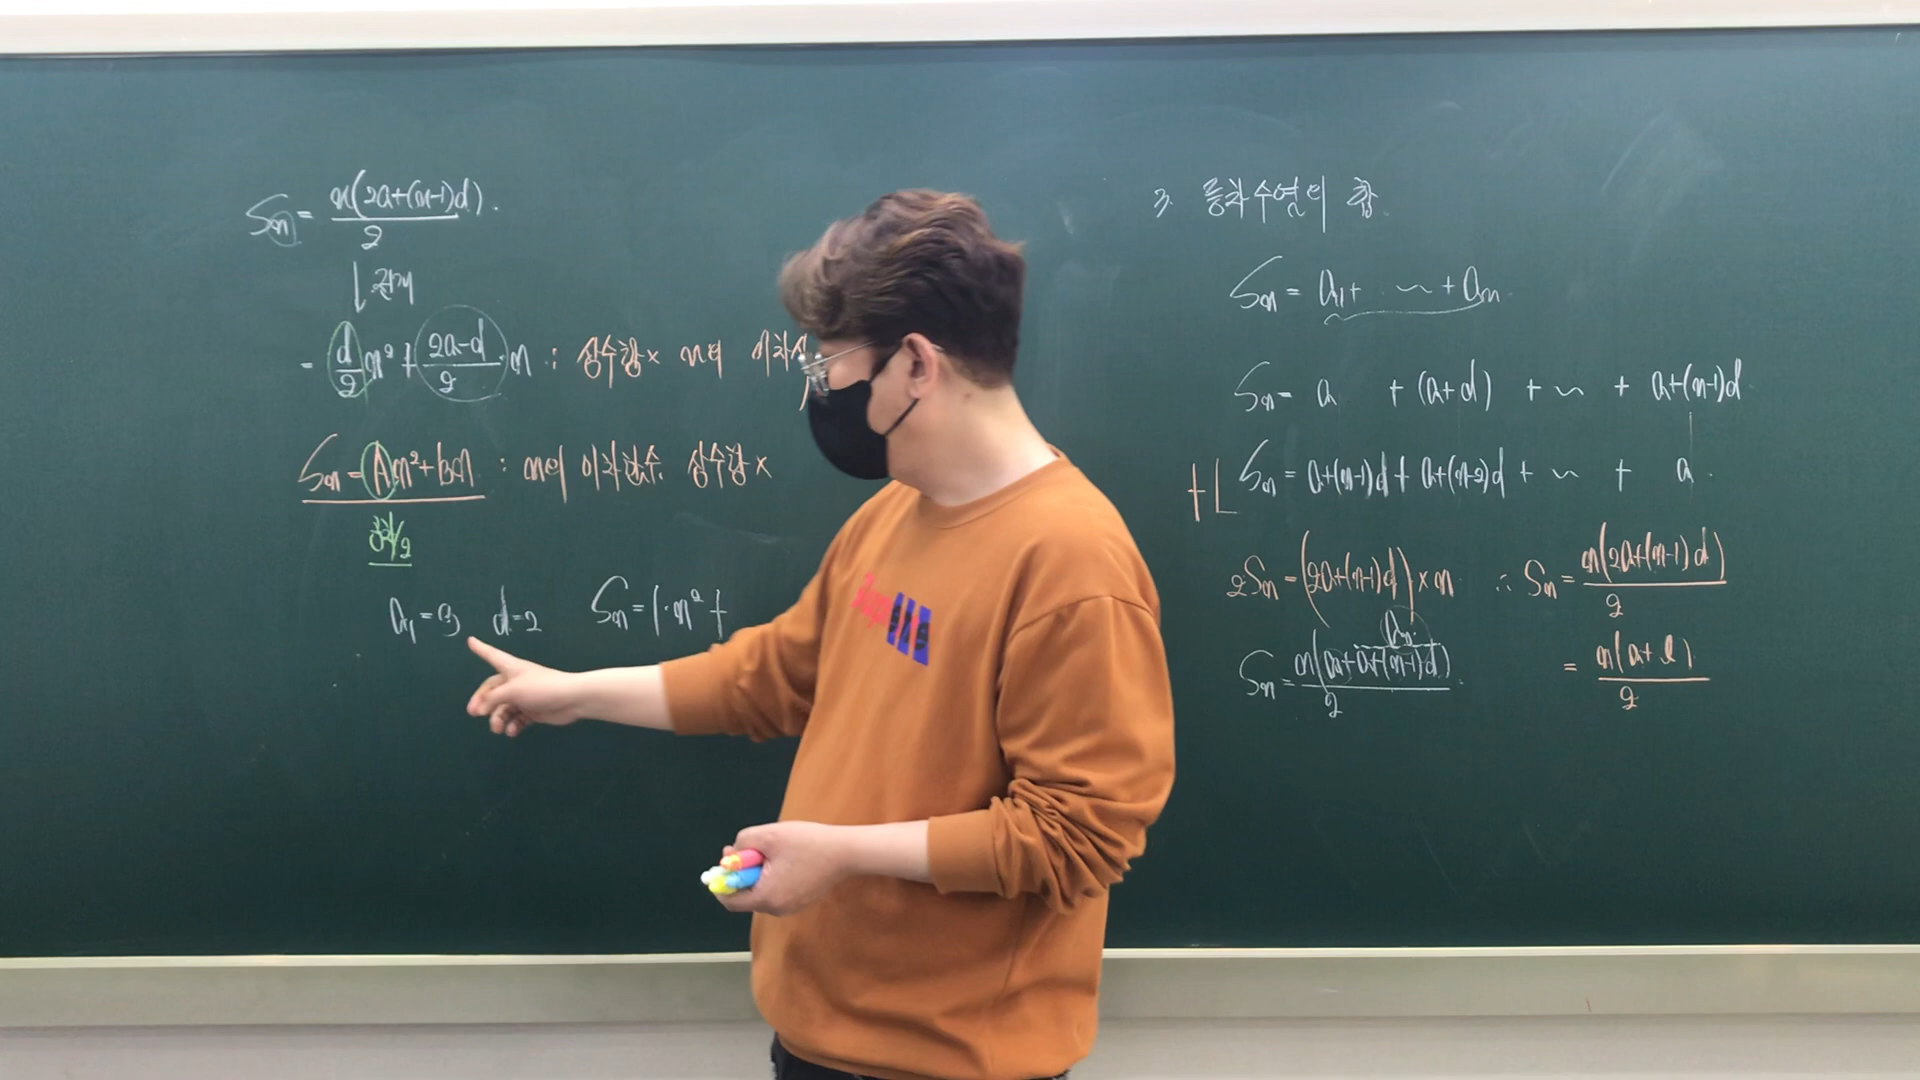 Sn = n(2a+(n-1)d) / 2
↓ 전개
= d/2 n² + (2a-d)/2 n : 상수항× n의 이차식
Sn = An²+Bn : n의 이차함수. 상수항×
공차/2
a₁=3 d=2 Sn=1·n²+
3. 등차수열의 합.
Sn = a₁+ ~ + an
Sn = a + (a+d) + ~ + a+(n-1)d
+ Sn = a+(n-1)d + a+(n-2)d + ~ + a
2Sn = (2a+(n-1)d)×n ∴ Sn = n(2a+(n-1)d) / 2
an
Sn = n(a+a+(n-1)d) / 2 = n(a+l) / 2